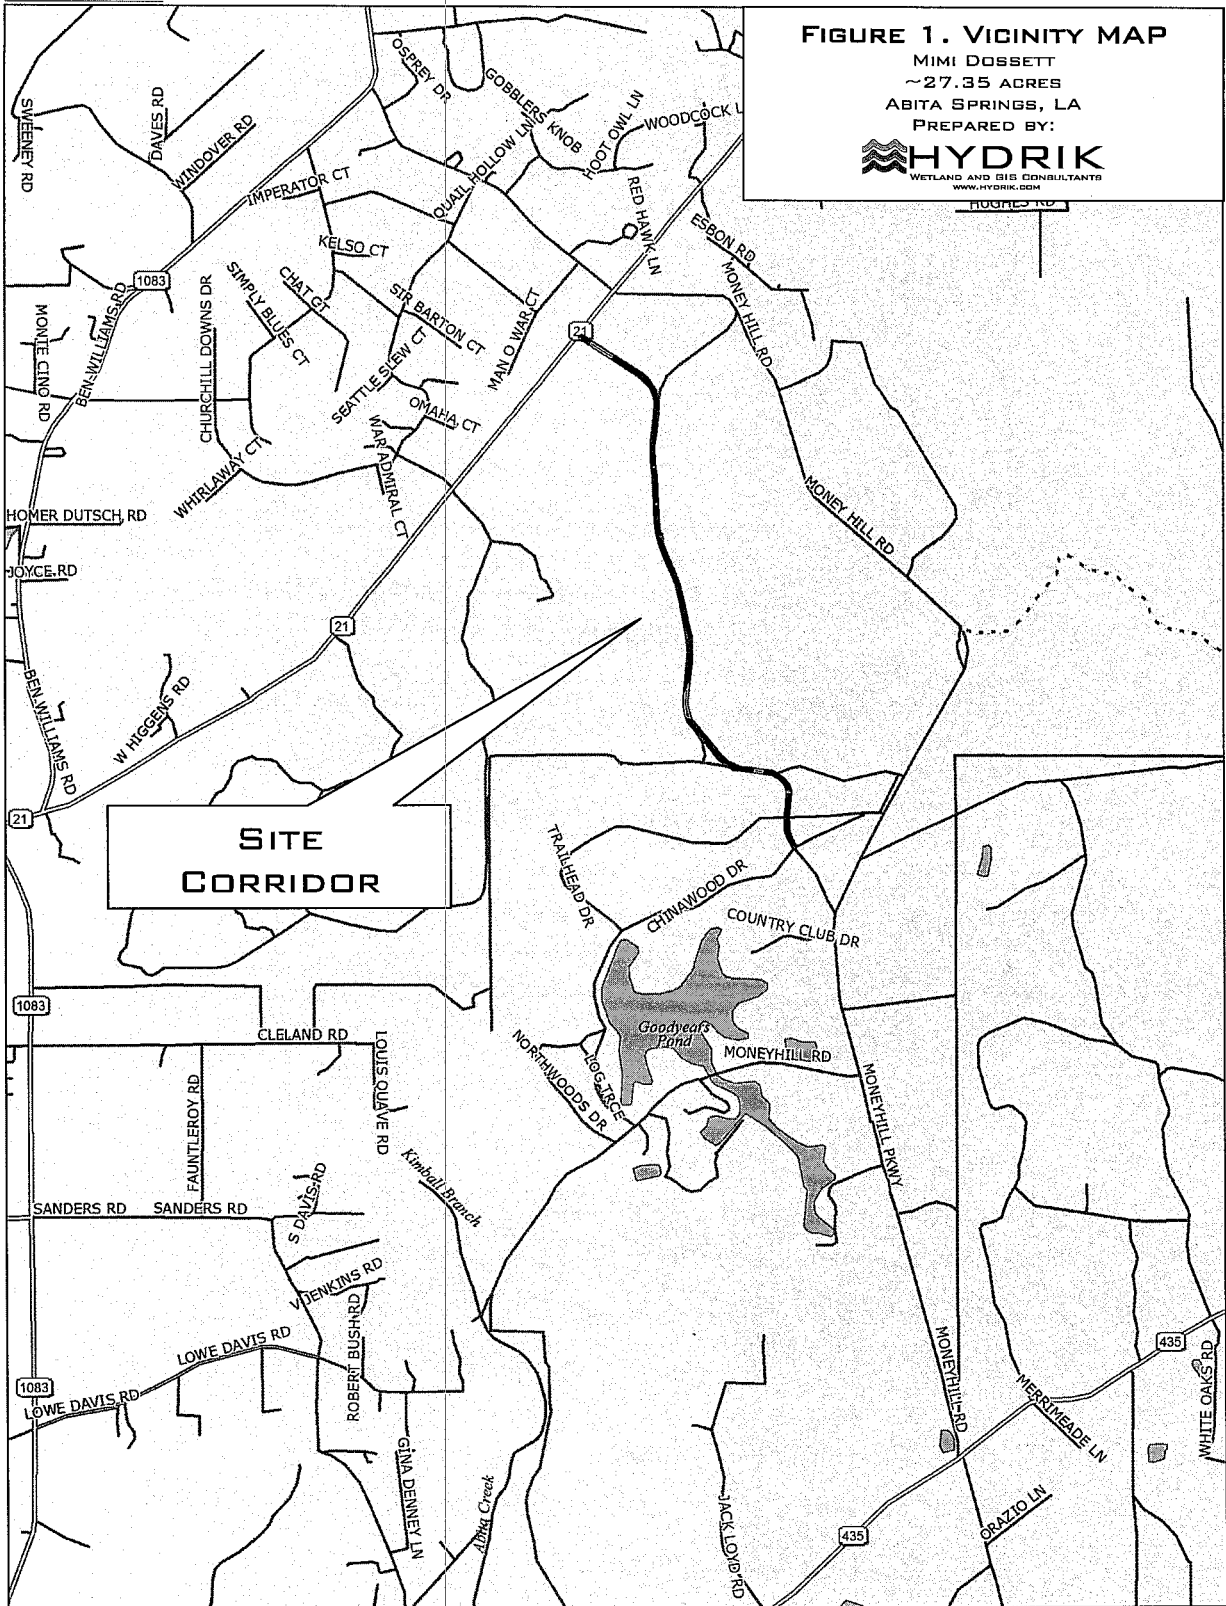 FIGURE 1. VICINITY MAP
MIMI DOSSETT
~27.35 ACRES
ABITA SPRINGS, LA
PREPARED BY:
HYDRIK
WETLAND AND GIS CONSULTANTS
WWW.HYDRIK.COM
HUGHES RD
OSPREY DR
GOBBLERS KNOB
HOOT OWL LN
WOODCOCK L
SWEENEY RD
DAVES RD
WINDOVER RD
IMPERATOR CT
QUAIL HOLLOW LN
RED HAWK LN
ESBON RD
KELSO CT
1083
SIMPLY BLUES CT
CHAT CT
SIR BARTON CT
MAN O WAR CT
MONEY HILL RD
21
MONTE CINO RD
BEN WILLIAMS RD
CHURCHILL DOWNS DR
SEATTLE SLEW CT
OMAHA CT
WAR ADMIRAL CT
WHIRLAWAY CT
MONEY HILL RD
HOMER DUTSCH RD
JOYCE RD
21
BEN WILLIAMS RD
W HIGGENS RD
21
SITE
CORRIDOR
TRAILHEAD DR
CHINAWOOD DR
COUNTRY CLUB DR
1083
CLELAND RD
LOUIS QUAVE RD
Goodyears
Pond
NORTHWOODS DR
LOG TRCE
MONEYHILL RD
MONEYHILL PKWY
FAUNTLEROY RD
Kimball Branch
SANDERS RD
SANDERS RD
S DAVIS RD
V JENKINS RD
ROBERT BUSH RD
LOWE DAVIS RD
1083
LOWE DAVIS RD
GINA DENNEY LN
Abita Creek
MONEYHILL RD
435
MERRIMEADE LN
WHITE OAKS RD
JACK LOYD RD
435
ORAZIO LN